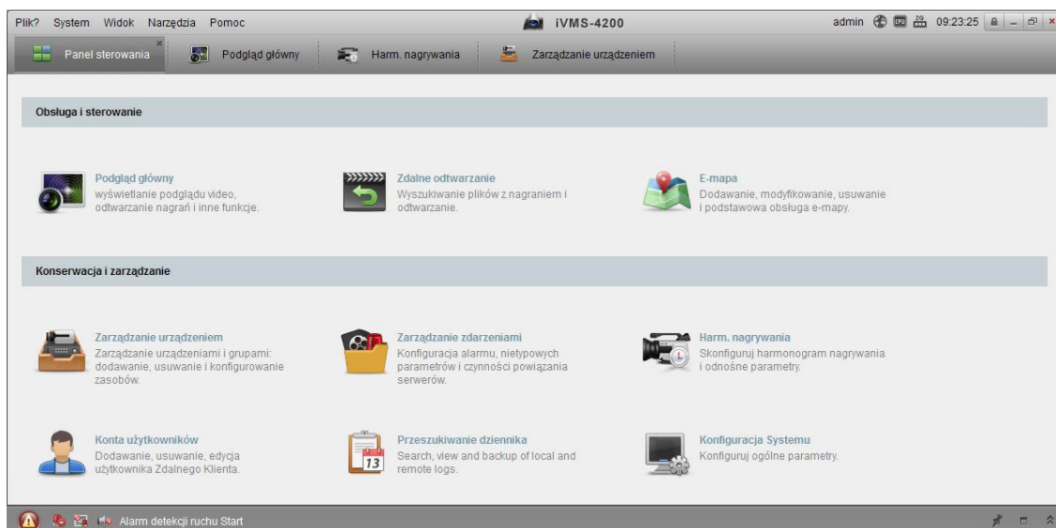 Plik? System Widok Narzędzia Pomoc iVMS-4200 admin 09:23:25
Panel sterowania Podgląd główny Harm. nagrywania Zarządzanie urządzeniem
Obsługa i sterowanie
Podgląd główny
wyświetlanie podglądu video,
odtwarzanie nagrań i inne funkcje.
Zdalne odtwarzanie
Wyszukiwanie plików z nagraniem i
odtwarzanie.
E-mapa
Dodawanie, modyfikowanie, usuwanie
i podstawowa obsługa e-mapy.
Konserwacja i zarządzanie
Zarządzanie urządzeniem
Zarządzanie urządzeniami i grupami:
dodawanie, usuwanie i konfigurowanie
zasobów.
Zarządzanie zdarzeniami
Konfiguracja alarmu, nietypowych
parametrów i czynności powiązania
serwerów.
Harm. nagrywania
Skonfiguruj harmonogram nagrywania
i odnośne parametry.
Konta użytkowników
Dodawanie, usuwanie, edycja
użytkownika Zdalnego Klienta.
13
Przeszukiwanie dziennika
Search, view and backup of local and
remote logs.
Konfiguracja Systemu
Konfiguruj ogólne parametry.
Alarm detekcji ruchu Start